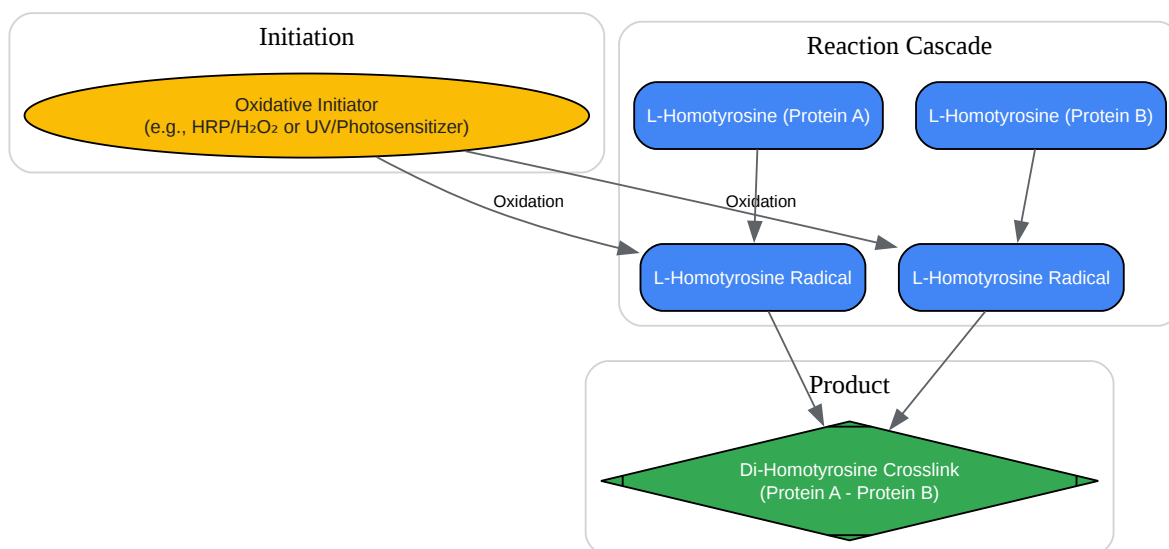 Initiation
Oxidative Initiator
(e.g., HRP/H₂O₂ or UV/Photosensitizer)
Reaction Cascade
L-Homotyrosine (Protein A)
L-Homotyrosine (Protein B)
Oxidation
Oxidation
L-Homotyrosine Radical
L-Homotyrosine Radical
Product
Di-Homotyrosine Crosslink
(Protein A - Protein B)